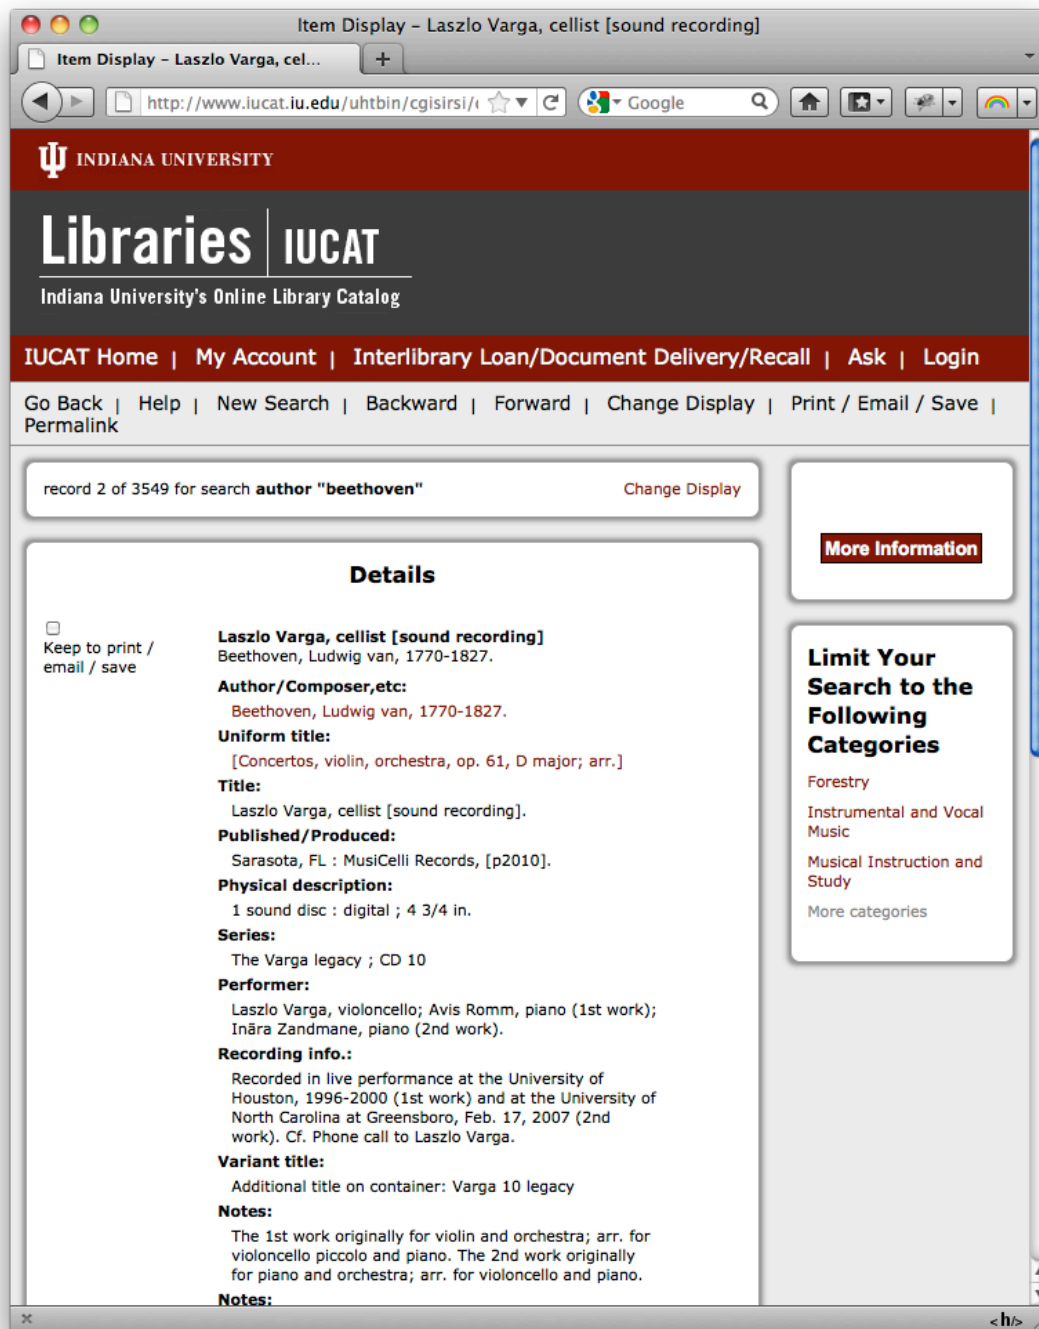 Item Display – Laszlo Varga, cellist [sound recording]
Item Display – Laszlo Varga, cel...
+
http://www.iucat.iu.edu/uhtbin/cgisirsi/
Google
INDIANA UNIVERSITY
Libraries | IUCAT
Indiana University's Online Library Catalog
IUCAT Home | My Account | Interlibrary Loan/Document Delivery/Recall | Ask | Login
Go Back | Help | New Search | Backward | Forward | Change Display | Print / Email / Save |
Permalink
record 2 of 3549 for search author "beethoven" Change Display
Details
Keep to print /
email / save
Laszlo Varga, cellist [sound recording]
Beethoven, Ludwig van, 1770-1827.
Author/Composer,etc:
Beethoven, Ludwig van, 1770-1827.
Uniform title:
[Concertos, violin, orchestra, op. 61, D major; arr.]
Title:
Laszlo Varga, cellist [sound recording].
Published/Produced:
Sarasota, FL : MusiCelli Records, [p2010].
Physical description:
1 sound disc : digital ; 4 3/4 in.
Series:
The Varga legacy ; CD 10
Performer:
Laszlo Varga, violoncello; Avis Romm, piano (1st work);
Ināra Zandmane, piano (2nd work).
Recording info.:
Recorded in live performance at the University of
Houston, 1996-2000 (1st work) and at the University of
North Carolina at Greensboro, Feb. 17, 2007 (2nd
work). Cf. Phone call to Laszlo Varga.
Variant title:
Additional title on container: Varga 10 legacy
Notes:
The 1st work originally for violin and orchestra; arr. for
violoncello piccolo and piano. The 2nd work originally
for piano and orchestra; arr. for violoncello and piano.
Notes:
More Information
Limit Your
Search to the
Following
Categories
Forestry
Instrumental and Vocal
Music
Musical Instruction and
Study
More categories
<h/>